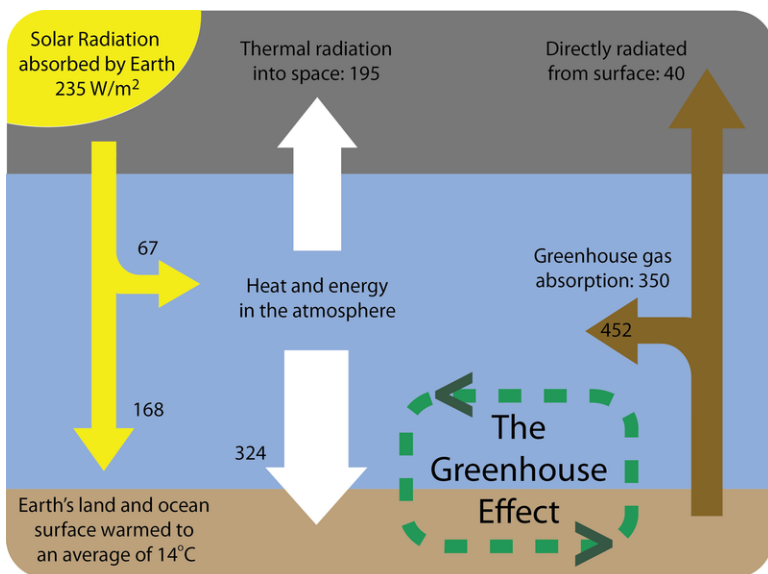 Solar Radiation
absorbed by Earth
235 W/m²
Thermal radiation
into space: 195
Directly radiated
from surface: 40
67
Heat and energy
in the atmosphere
Greenhouse gas
absorption: 350
452
168
324
The
Greenhouse
Effect
Earth's land and ocean
surface warmed to
an average of 14°C